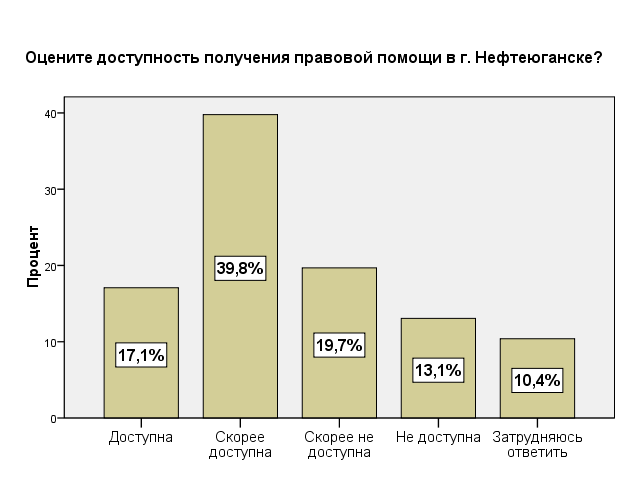 Оцените доступность получения правовой помощи в г. Нефтеюганске?
Процент
40
30
20
10
0
17,1%
39,8%
19,7%
13,1%
10,4%
Доступна
Скорее
доступна
Скорее не
доступна
Не доступна
Затрудняюсь
ответить